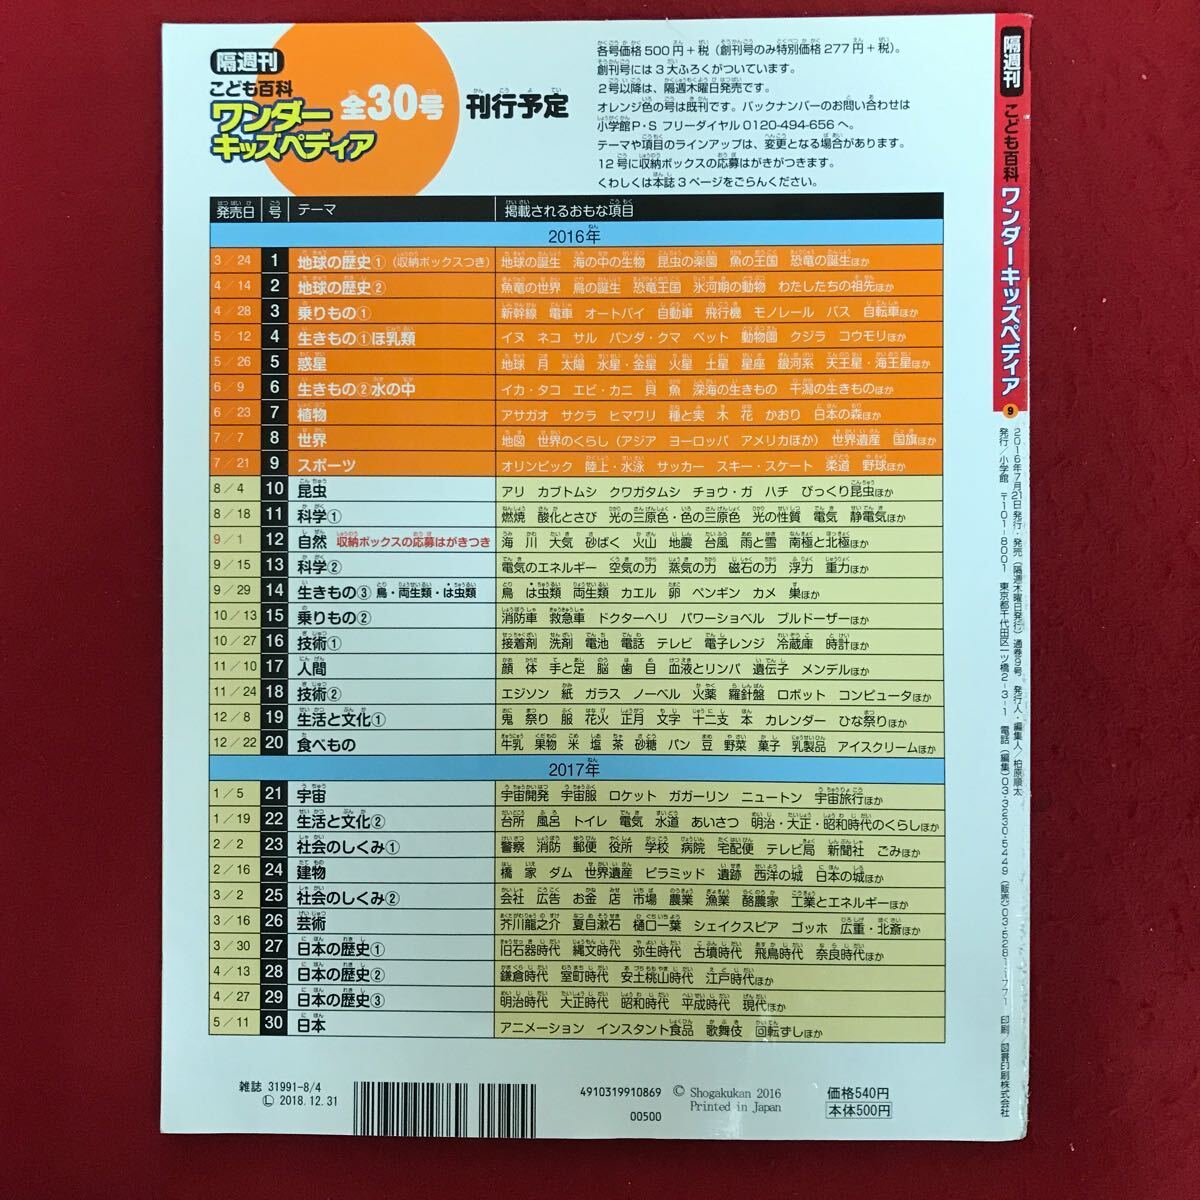 隔週刊
こども百科
ワンダーキッズペディア
全30号 刊行予定
各号価格500円+税（創刊号のみ特別価格277円+税）。
創刊号には3大ふろくがついています。
2号以降は、隔週木曜日発売です。
オレンジ色の号は既刊です。バックナンバーのお問い合わせは
小学館P・S フリーダイヤル0120-494-656へ。
テーマや項目のラインアップは、変更となる場合があります。
12号に収納ボックスの応募はがきがつきます。
くわしくは本誌3ページをごらんください。
発売日 号 テーマ 掲載されるおもな項目
2016年
3／24 1 地球の歴史①（収納ボックスつき） 地球の誕生 海の中の生物 昆虫の楽園 魚の王国 恐竜の誕生ほか
4／14 2 地球の歴史② 魚竜の世界 鳥の誕生 恐竜王国 氷河期の動物 わたしたちの祖先ほか
4／28 3 乗りもの① 新幹線 電車 オートバイ 自動車 飛行機 モノレール バス 自転車ほか
5／12 4 生きもの①ほ乳類 イヌ ネコ サル パンダ・クマ ペット 動物園 クジラ コウモリほか
5／26 5 惑星 地球 月 太陽 水星・金星 火星 土星 星座 銀河系 天王星・海王星ほか
6／9 6 生きもの②水の中 イカ・タコ エビ・カニ 貝 魚 深海の生きもの 干潟の生きものほか
6／23 7 植物 アサガオ サクラ ヒマワリ 種と実 木 花 かおり 日本の森ほか
7／7 8 世界 地図 世界のくらし（アジア ヨーロッパ アメリカほか） 世界遺産 国旗ほか
7／21 9 スポーツ オリンピック 陸上・水泳 サッカー スキー・スケート 柔道 野球ほか
8／4 10 昆虫 アリ カブトムシ クワガタムシ チョウ・ガ ハチ びっくり昆虫ほか
8／18 11 科学① 燃焼 酸化とさび 光の三原色・色の三原色 光の性質 電気 静電気ほか
9／1 12 自然 収納ボックスの応募はがきつき 海 川 大気 砂ばく 火山 地震 台風 雨と雪 南極と北極ほか
9／15 13 科学② 電気のエネルギー 空気の力 蒸気の力 磁石の力 浮力 重力ほか
9／29 14 生きもの③ 鳥・両生類・は虫類 鳥 は虫類 両生類 カエル 卵 ペンギン カメ 巣ほか
10／13 15 乗りもの② 消防車 救急車 ドクターヘリ パワーショベル ブルドーザーほか
10／27 16 技術① 接着剤 洗剤 電池 電話 テレビ 電子レンジ 冷蔵庫 時計ほか
11／10 17 人間 顔 体 手と足 脳 歯 目 血液とリンパ 遺伝子 メンデルほか
11／24 18 技術② エジソン 紙 ガラス ノーベル 火薬 羅針盤 ロボット コンピュータほか
12／8 19 生活と文化① 鬼 祭り 服 花火 正月 文字 十二支 本 カレンダー ひな祭りほか
12／22 20 食べもの 牛乳 果物 米 塩 茶 砂糖 パン 豆 野菜 菓子 乳製品 アイスクリームほか
2017年
1／5 21 宇宙 宇宙開発 宇宙服 ロケット ガガーリン ニュートン 宇宙旅行ほか
1／19 22 生活と文化② 台所 風呂 トイレ 電気 水道 あいさつ 明治・大正・昭和時代のくらしほか
2／2 23 社会のしくみ① 警察 消防 郵便 役所 学校 病院 宅配便 テレビ局 新聞社 ごみほか
2／16 24 建物 橋 家 ダム 世界遺産 ピラミッド 遺跡 西洋の城 日本の城ほか
3／2 25 社会のしくみ② 会社 広告 お金 店 市場 農業 漁業 酪農家 工業とエネルギーほか
3／16 26 芸術 芥川龍之介 夏目漱石 樋口一葉 シェイクスピア ゴッホ 広重・北斎ほか
3／30 27 日本の歴史① 旧石器時代 縄文時代 弥生時代 古墳時代 飛鳥時代 奈良時代ほか
4／13 28 日本の歴史② 鎌倉時代 室町時代 安土桃山時代 江戸時代ほか
4／27 29 日本の歴史③ 明治時代 大正時代 昭和時代 平成時代 現代ほか
5／11 30 日本 アニメーション インスタント食品 歌舞伎 回転ずしほか
雑誌 31991-8/4
Ⓛ 2018.12.31
4910319910869
00500
© Shogakukan 2016
Printed in Japan
価格540円
本体500円
隔週刊 こども百科 ワンダーキッズペディア 9
2016年7月21日発行・発売（隔週木曜日発行）通巻9号 発行人・編集人／柏原順太
発行／小学館 〒101-8001 東京都千代田区一ツ橋2-3-1 電話（編集）03-3230-5449（販売）03-5281-1771 印刷／図書印刷株式会社